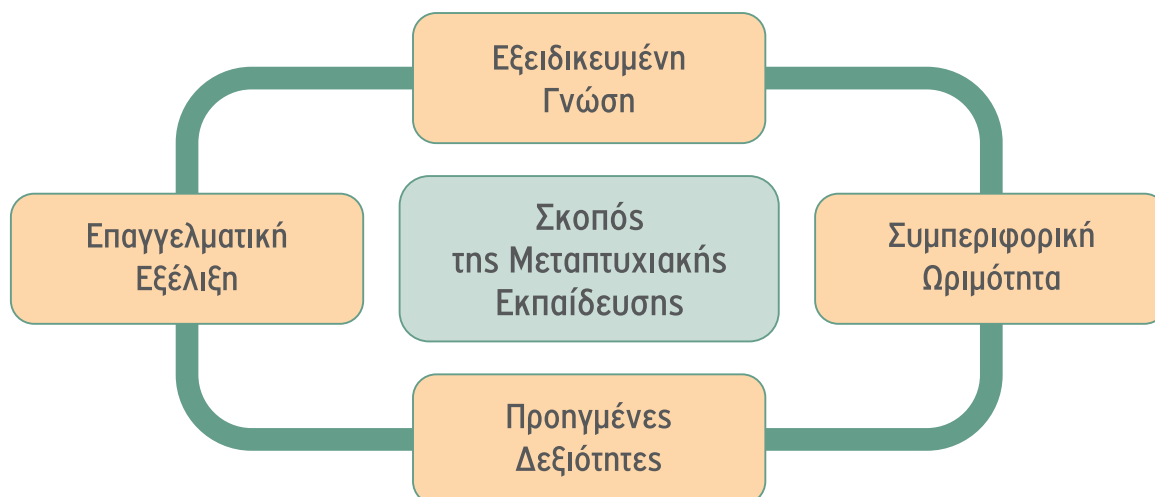 Εξειδικευμένη
Γνώση
Επαγγελματική
Εξέλιξη
Σκοπός
της Μεταπτυχιακής
Εκπαίδευσης
Συμπεριφορική
Ωριμότητα
Προηγμένες
Δεξιότητες